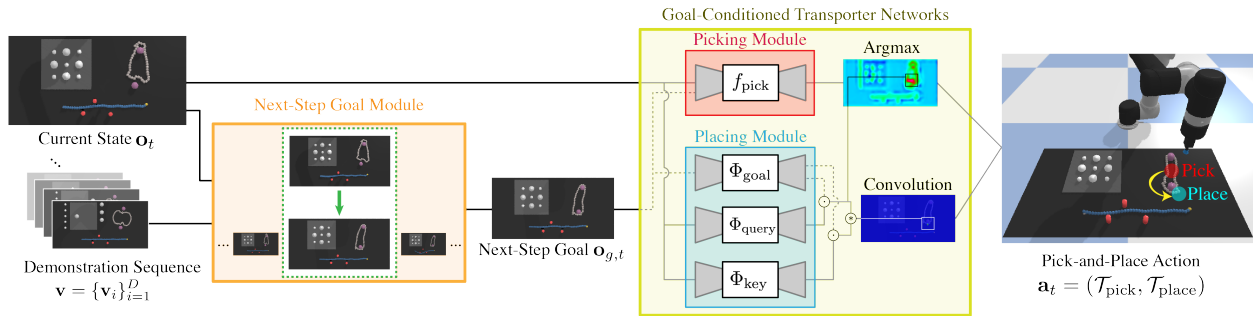 Goal-Conditioned Transporter Networks
Picking Module
Argmax
f_pick
Next-Step Goal Module
Current State o_t
Placing Module
Φ_goal
Convolution
Φ_query
Φ_key
Pick
Place
...
...
...
Next-Step Goal o_{g,t}
Demonstration Sequence
v = {v_i}_{i=1}^D
Pick-and-Place Action
a_t = (𝒯_pick, 𝒯_place)